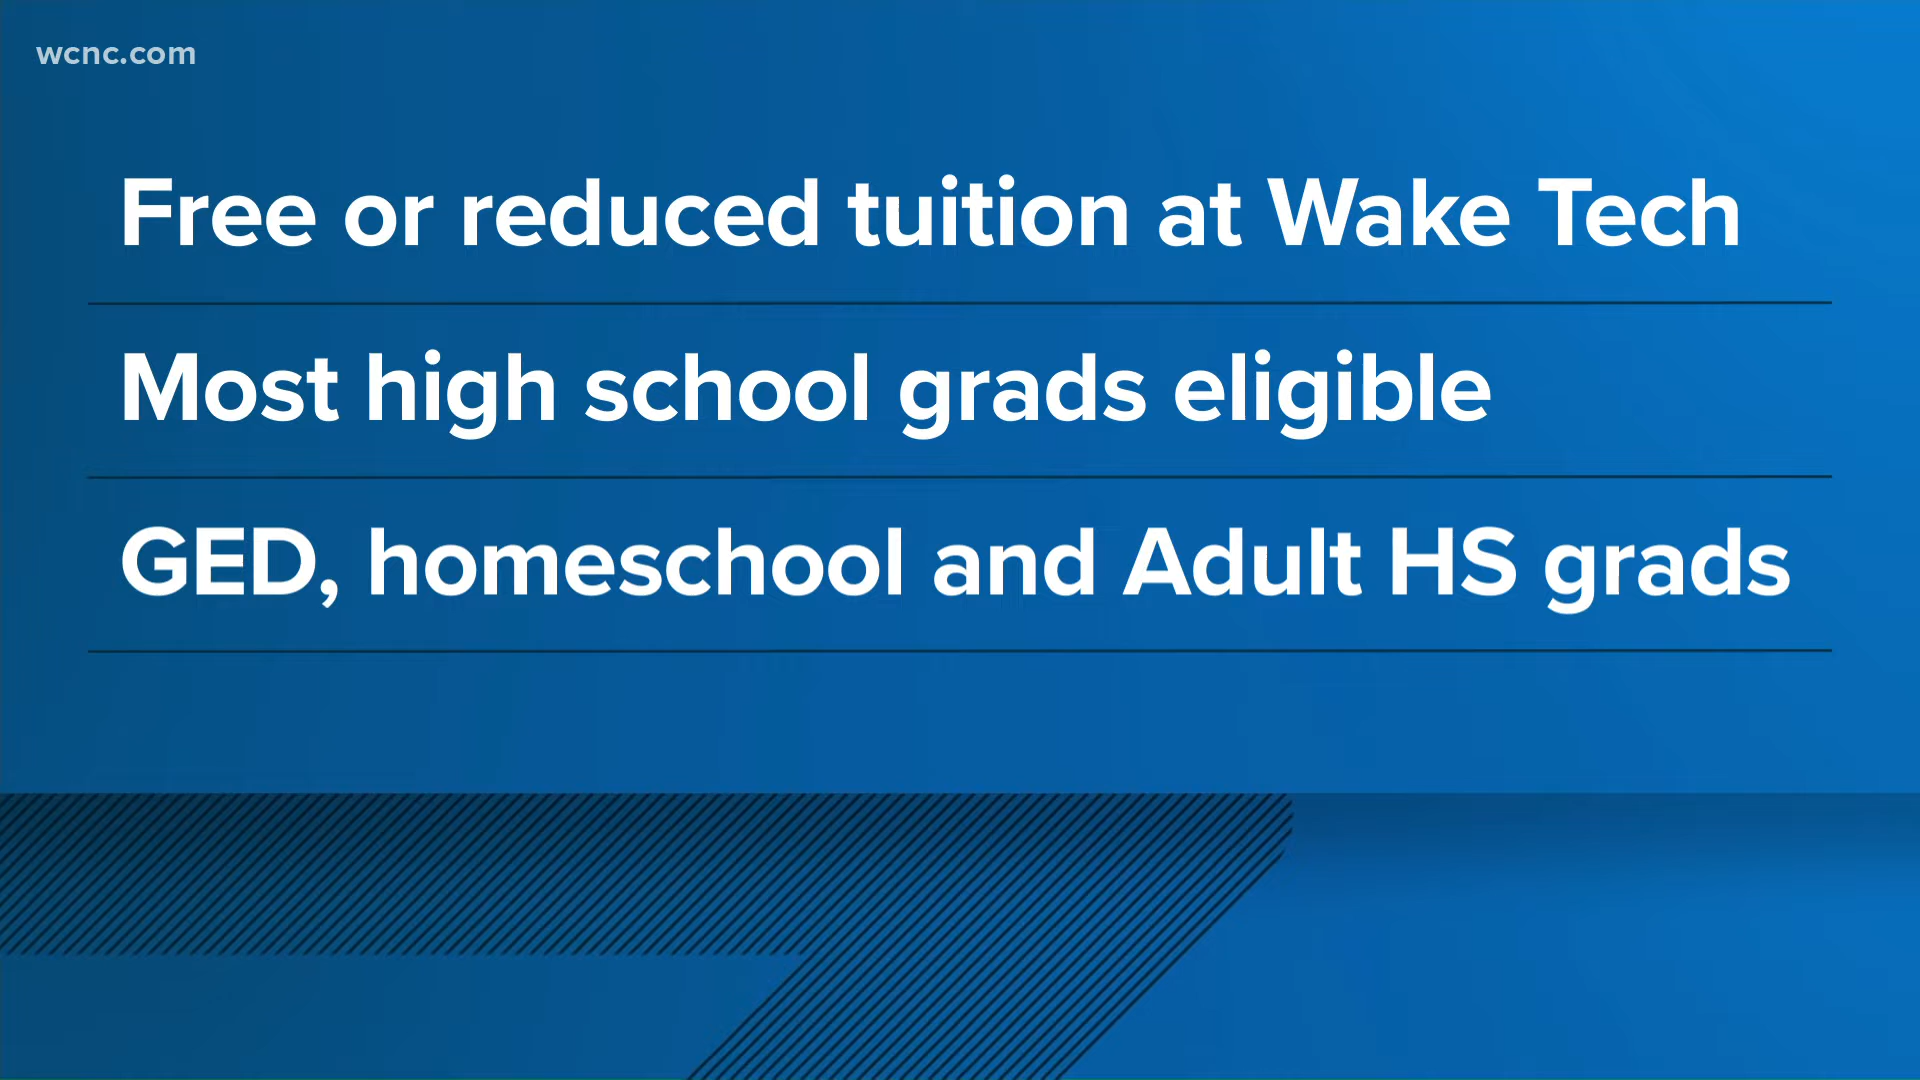 wcnc.com
Free or reduced tuition at Wake Tech
Most high school grads eligible
GED, homeschool and Adult HS grads